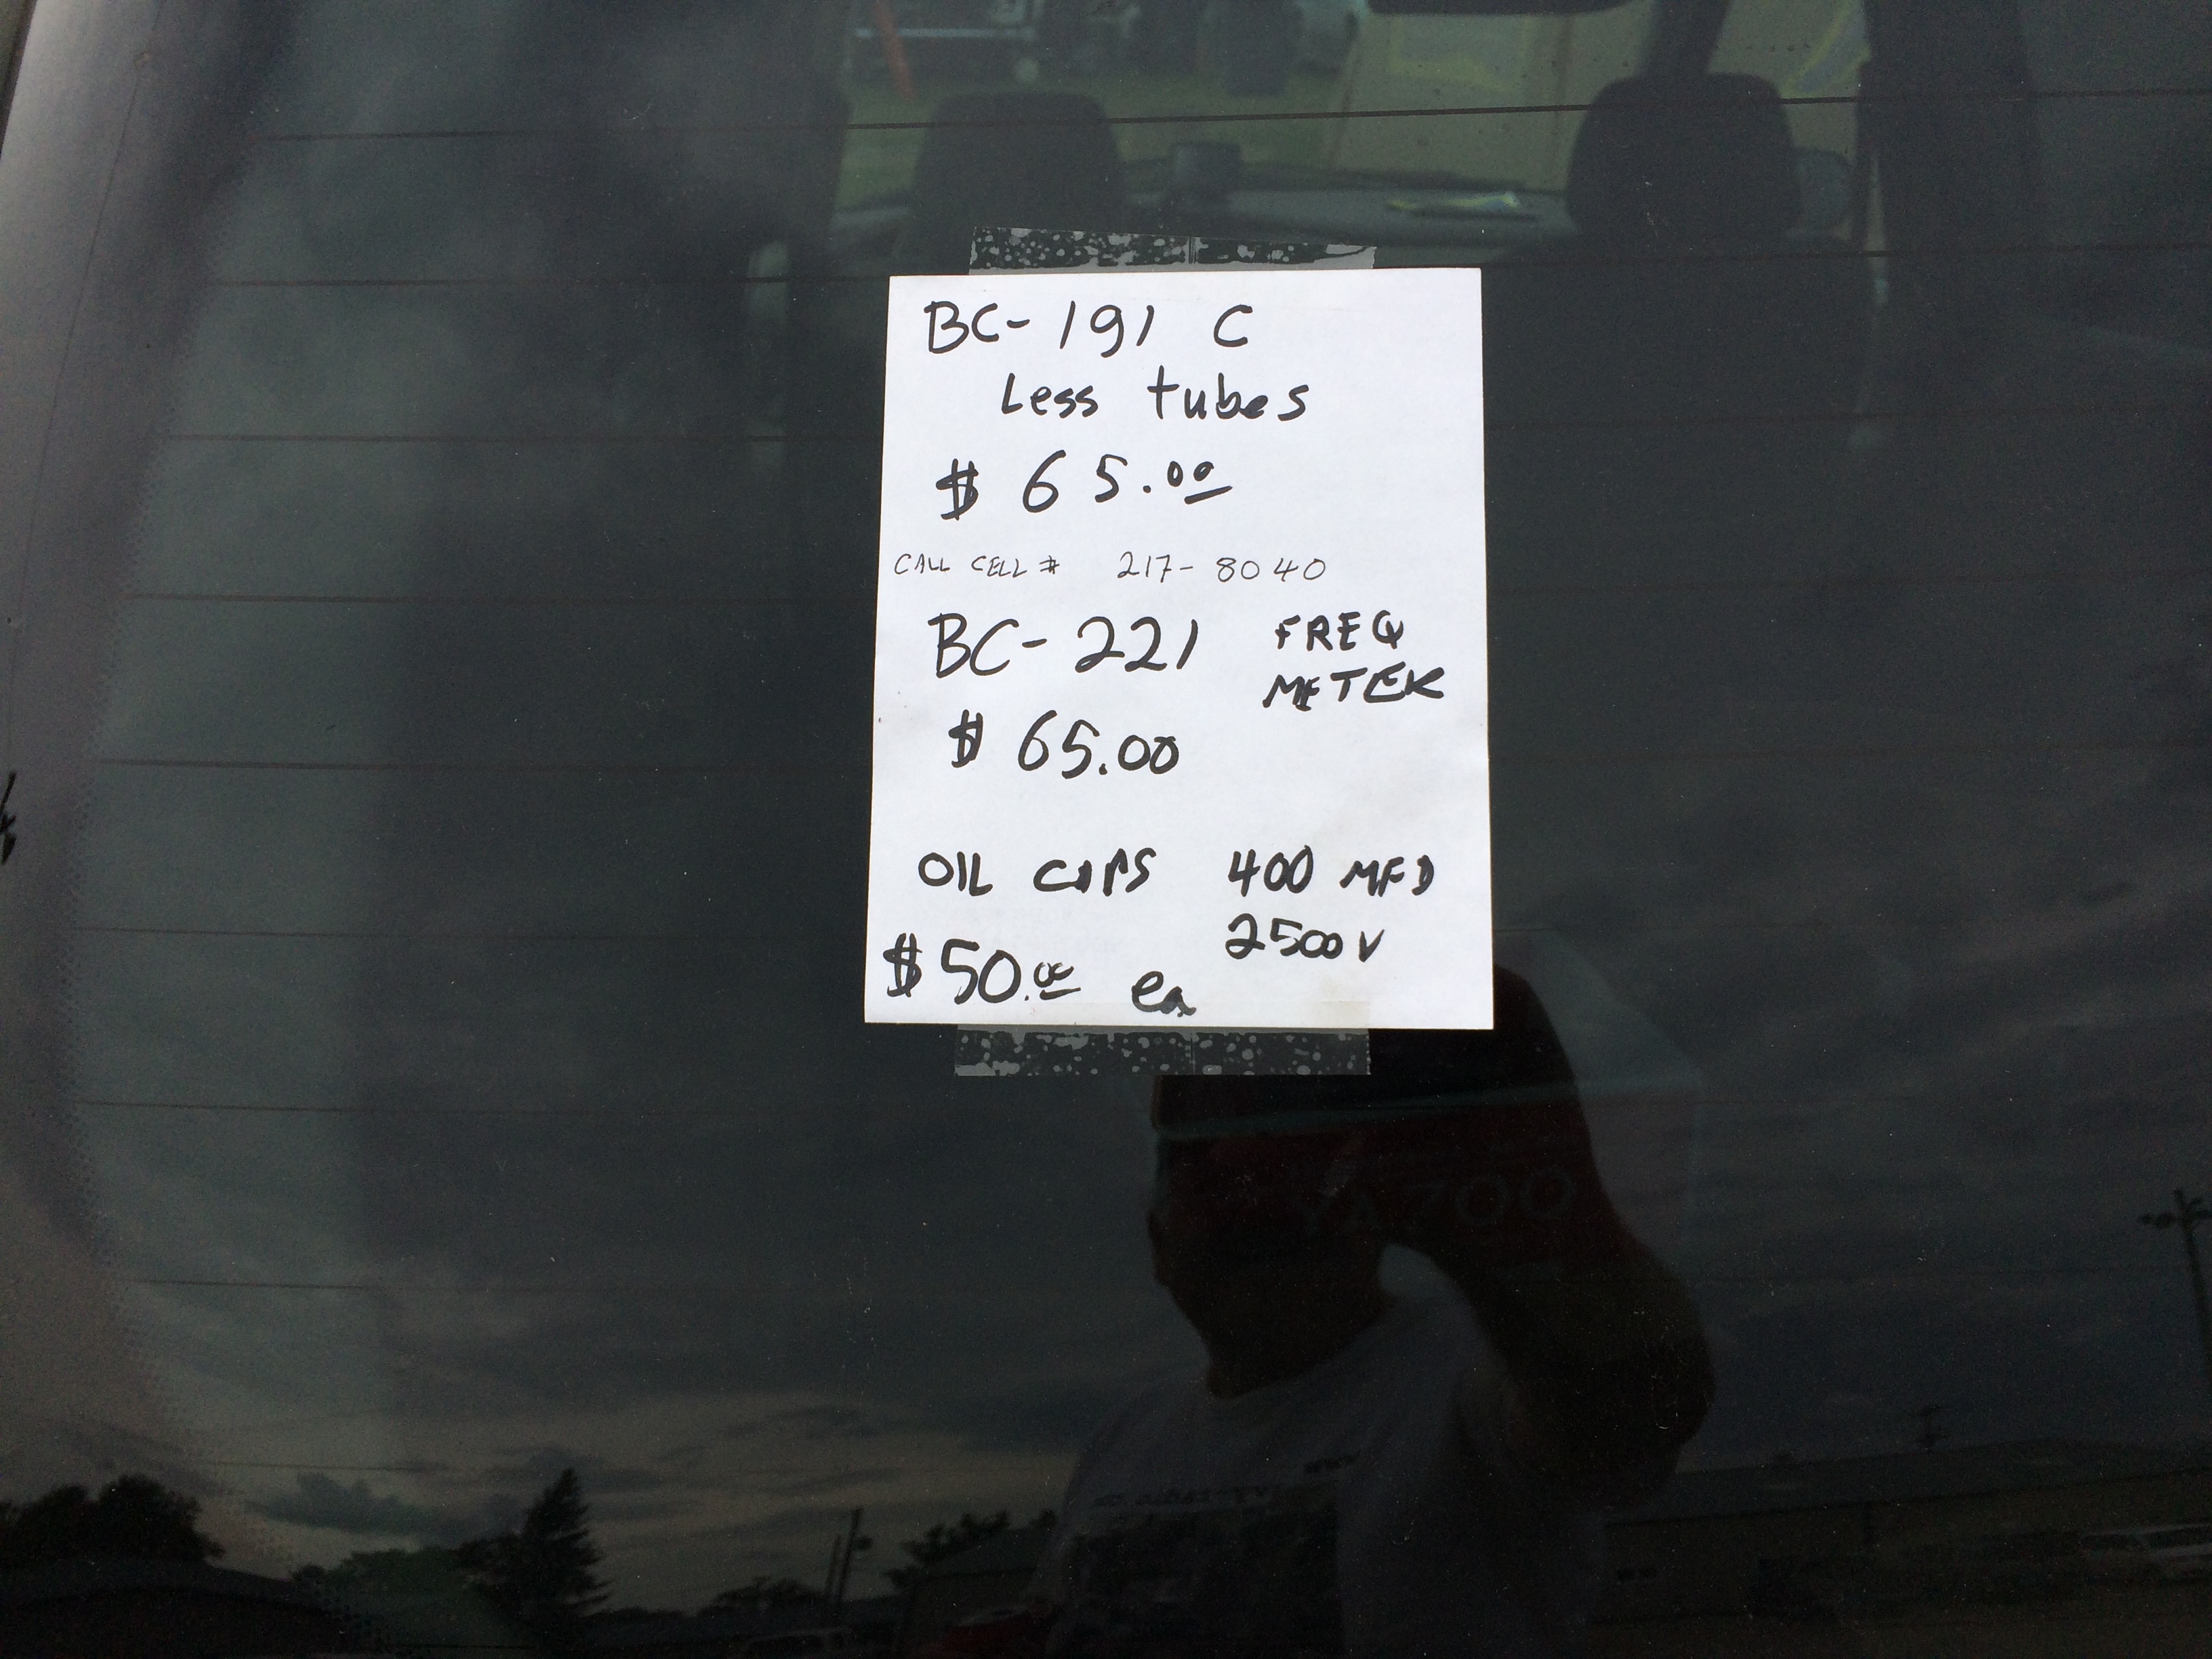 BC-191 C
Less tubes
$ 65.00
CALL CELL # 217-8040
BC-221 FREQ
METER
$ 65.00
OIL CAPS 400 MFD
2500V
$50.00 ea